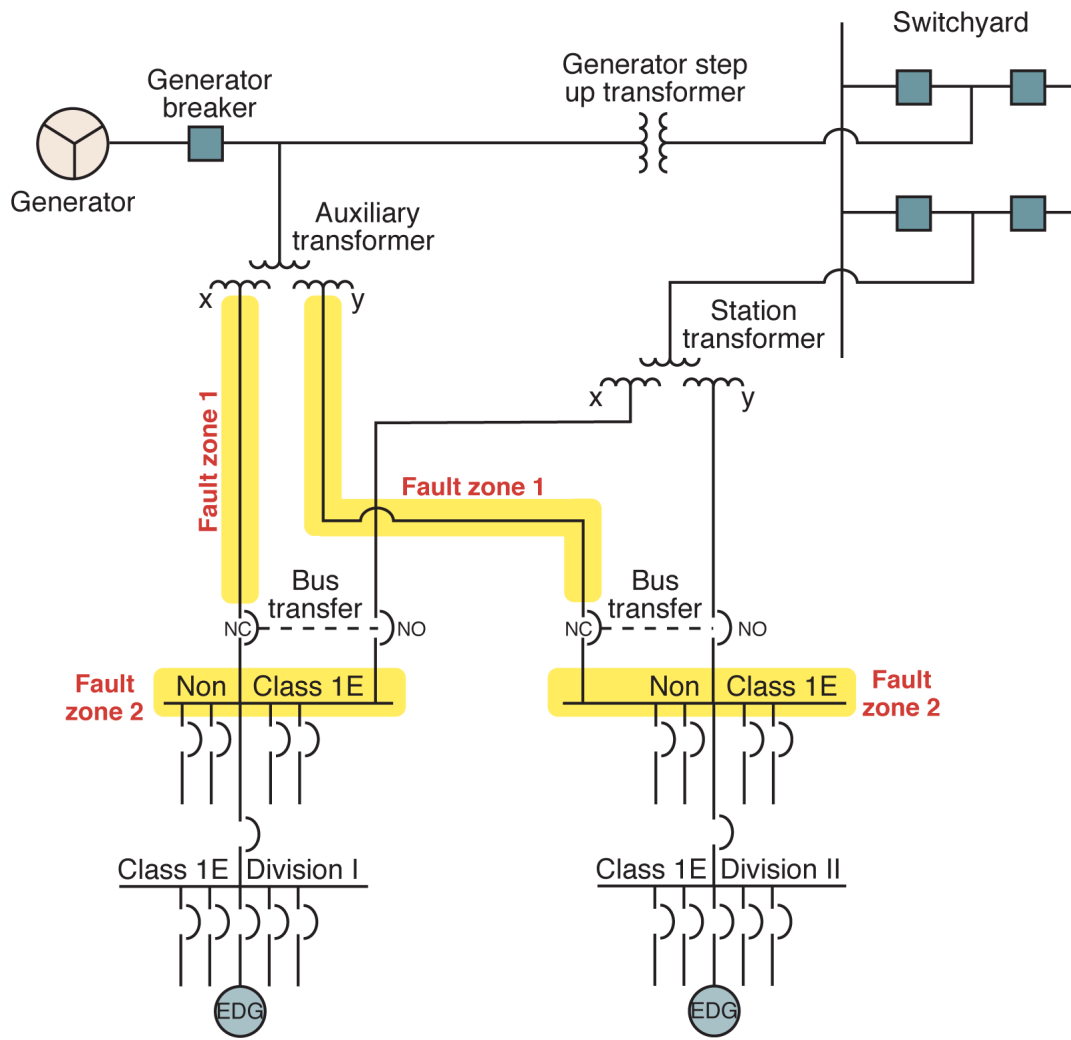 Switchyard
Generator step
up transformer
Generator
breaker
Generator
Auxiliary
transformer
x
y
Station
transformer
x
y
Fault zone 1
Fault zone 1
Bus
transfer
NC
NO
Bus
transfer
NC
NO
Fault
zone 2
Non
Class 1E
Non
Class 1E
Fault
zone 2
Class 1E
Division I
Class 1E
Division II
EDG
EDG